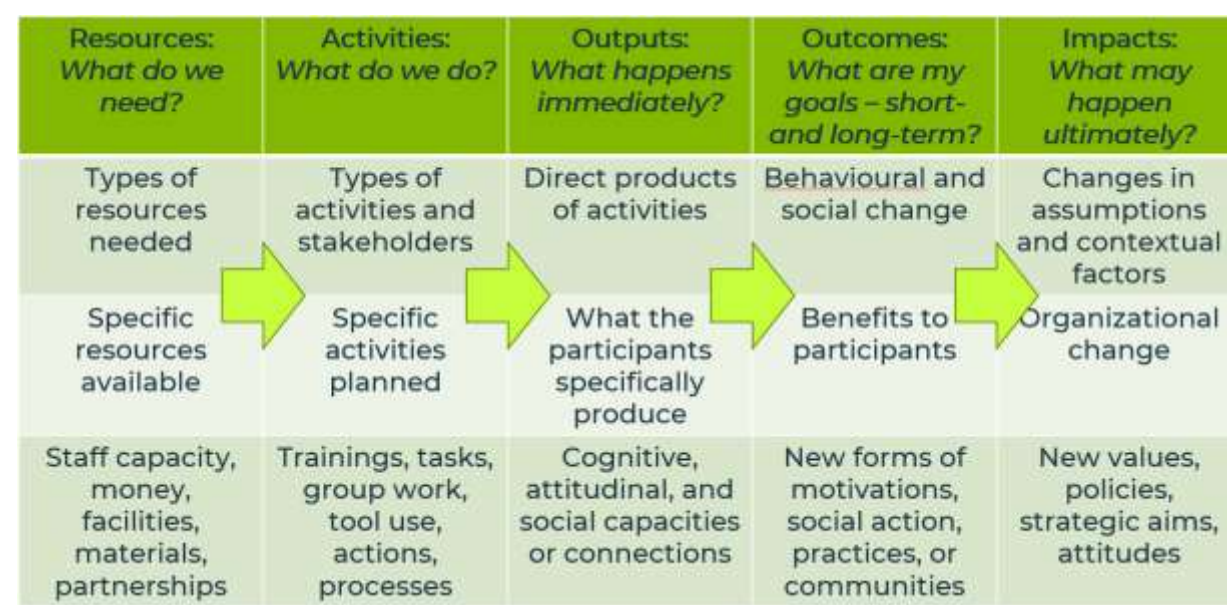 Resources:
What do we
need?
Activities:
What do we do?
Outputs:
What happens
immediately?
Outcomes:
What are my
goals – short-
and long-term?
Impacts:
What may
happen
ultimately?
Types of
resources
needed
Types of
activities and
stakeholders
Direct products
of activities
Behavioural and
social change
Changes in
assumptions
and contextual
factors
Specific
resources
available
Specific
activities
planned
What the
participants
specifically
produce
Benefits to
participants
Organizational
change
Staff capacity,
money,
facilities,
materials,
partnerships
Trainings, tasks,
group work,
tool use,
actions,
processes
Cognitive,
attitudinal, and
social capacities
or connections
New forms of
motivations,
social action,
practices, or
communities
New values,
policies,
strategic aims,
attitudes